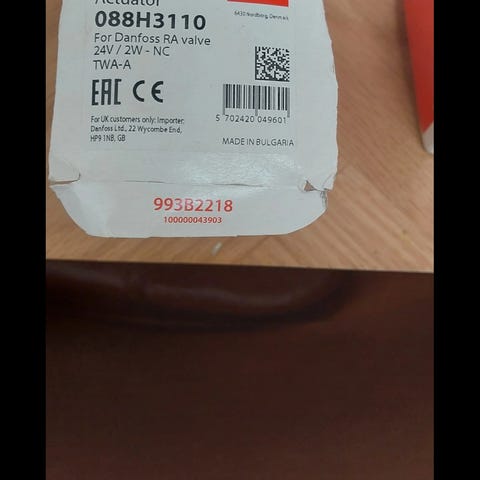 Actuator
088H3110
For Danfoss RA valve
24V / 2W - NC
TWA-A
6430 Nordborg, Denmark
EAC CE
5 702420 049601
For UK customers only: Importer:
Danfoss Ltd., 22 Wycombe End,
HP9 1NB, GB
MADE IN BULGARIA
993B2218
100000043903